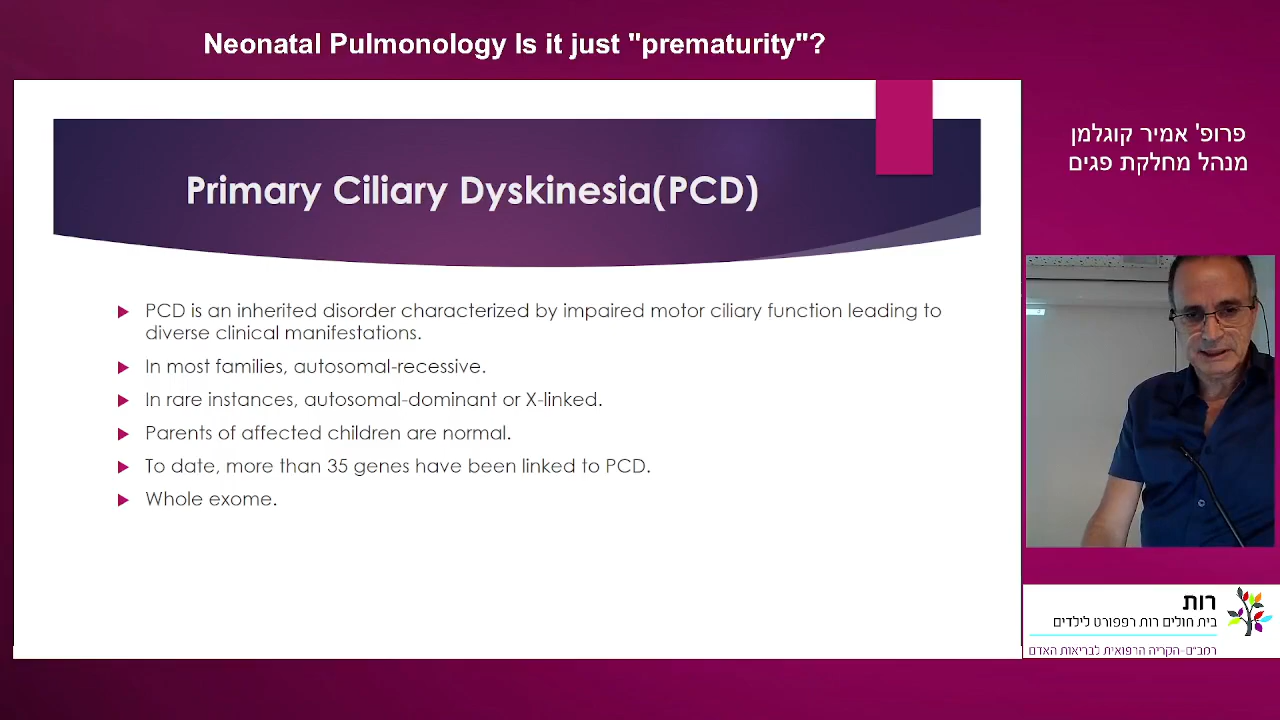 Neonatal Pulmonology Is it just "prematurity"?
Primary Ciliary Dyskinesia(PCD)
PCD is an inherited disorder characterized by impaired motor ciliary function leading to
diverse clinical manifestations.
In most families, autosomal-recessive.
In rare instances, autosomal-dominant or X-linked.
Parents of affected children are normal.
To date, more than 35 genes have been linked to PCD.
Whole exome.
פרופ' אמיר קוגלמן
מנהל מחלקת פגים
רות
בית חולים רות רפפורט לילדים
רמב"ם-הקריה הרפואית לבריאות האדם